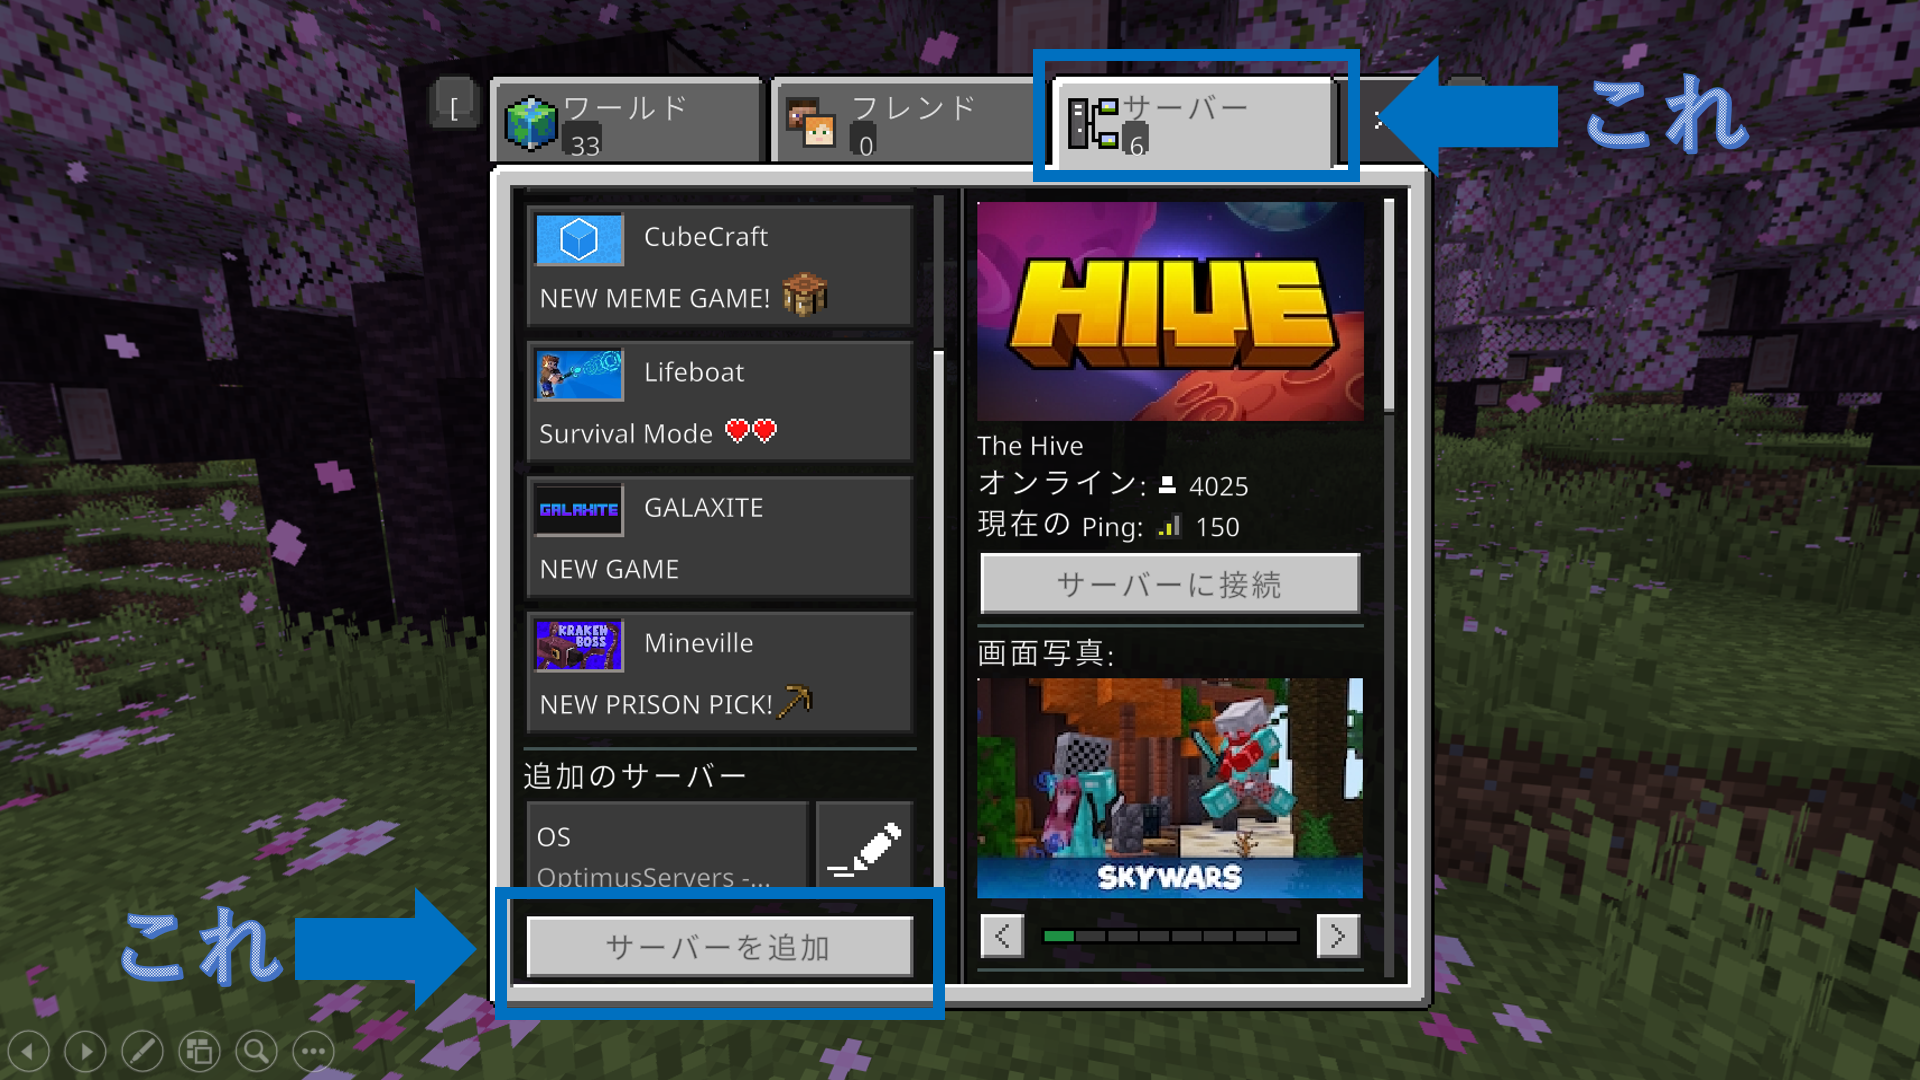 [
ワールド
33
フレンド
0
サーバー
6
これ
CubeCraft
NEW MEME GAME!
Lifeboat
Survival Mode
GALAXITE
GALAXITE
NEW GAME
KRAKEN
BOSS
Mineville
NEW PRISON PICK!
追加のサーバー
OS
OptimusServers -...
これ
サーバーを追加
HIVE
The Hive
オンライン: 4025
現在の Ping: 150
サーバーに接続
画面写真:
SKYWARS